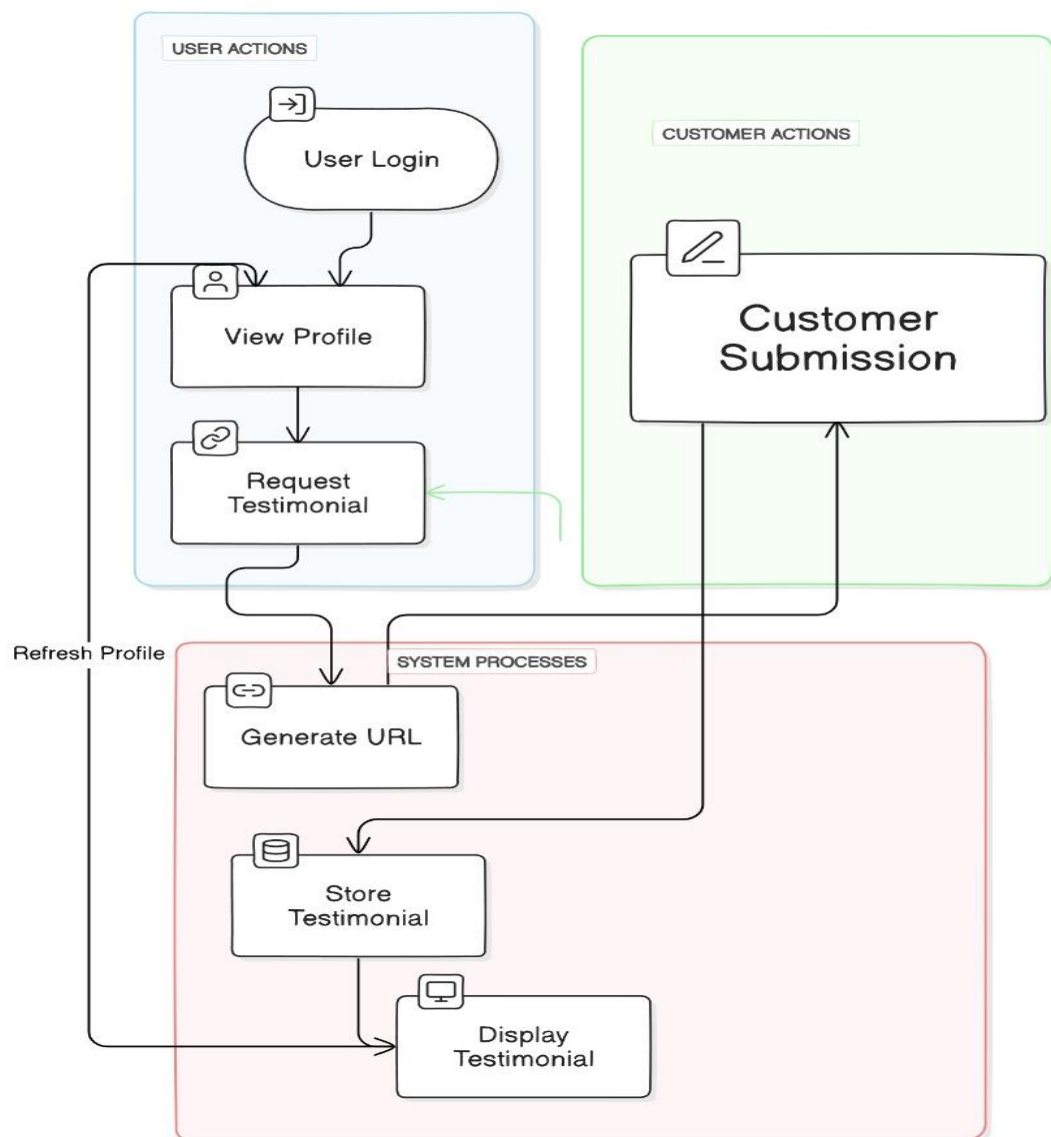 USER ACTIONS
User Login
View Profile
Request
Testimonial
CUSTOMER ACTIONS
Customer
Submission
Refresh Profile
SYSTEM PROCESSES
Generate URL
Store
Testimonial
Display
Testimonial